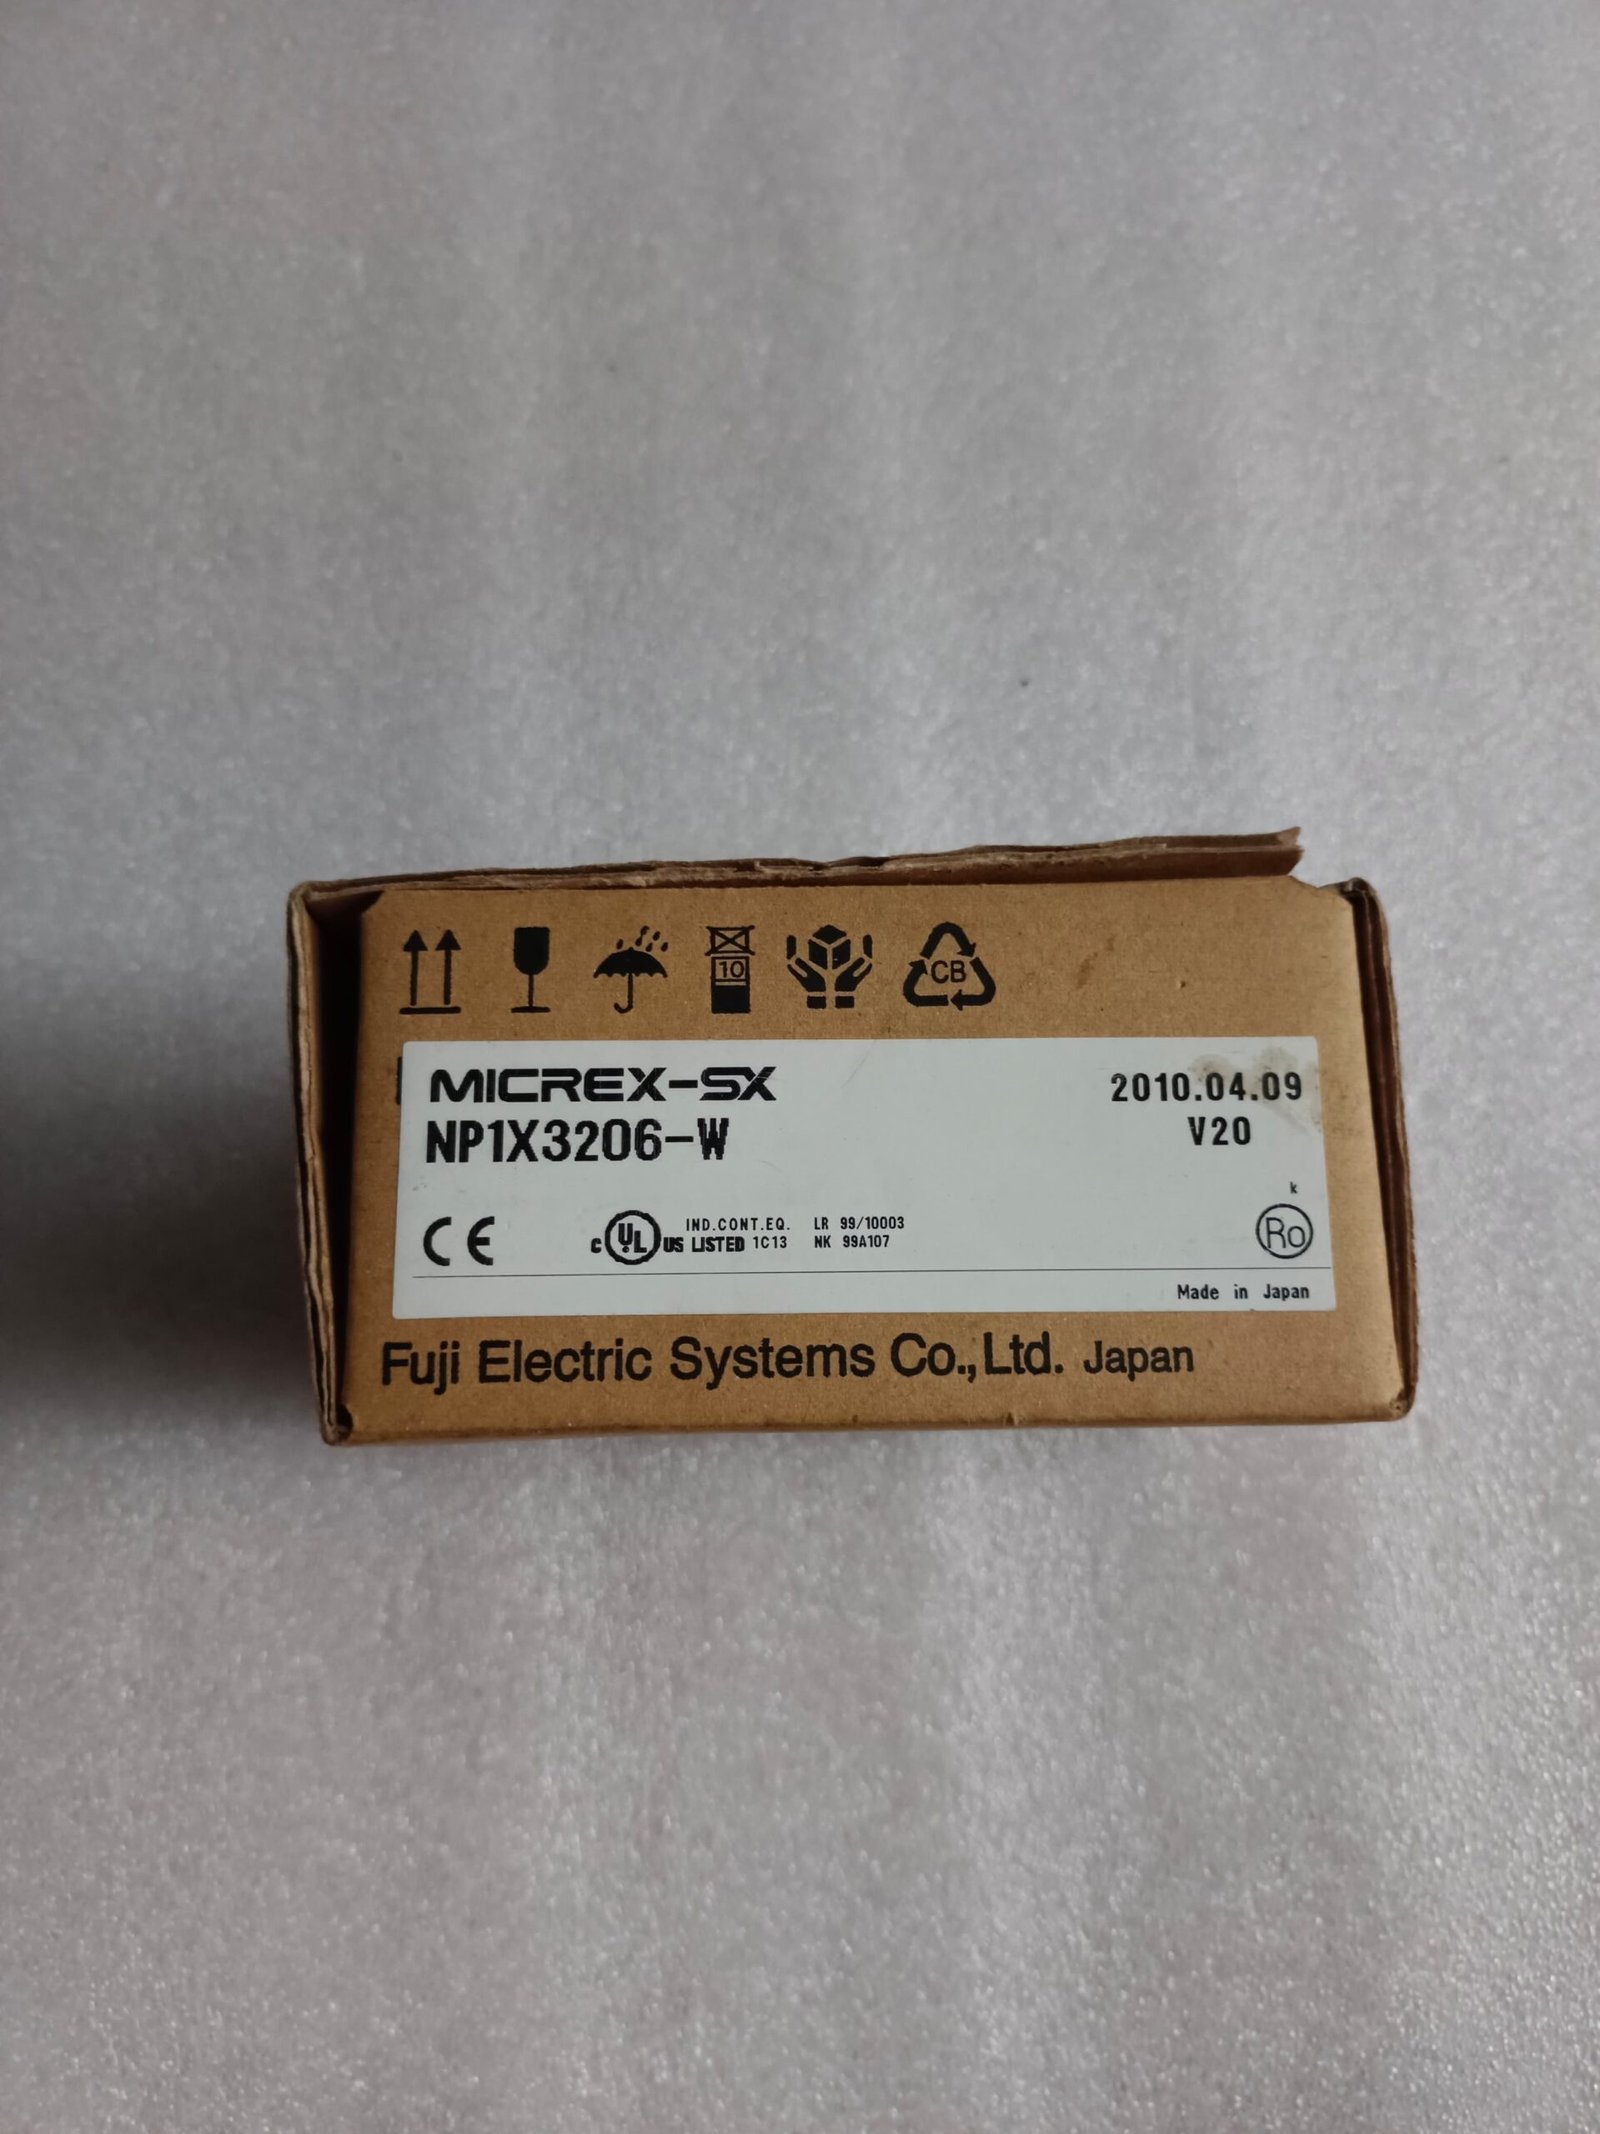 10
CB
MICREX-SX
2010.04.09
NP1X3206-W
V20
k
CE
c UL US LISTED
IND.CONT.EQ.
1C13
LR 99/10003
NK 99A107
Ro
Made in Japan
Fuji Electric Systems Co.,Ltd. Japan